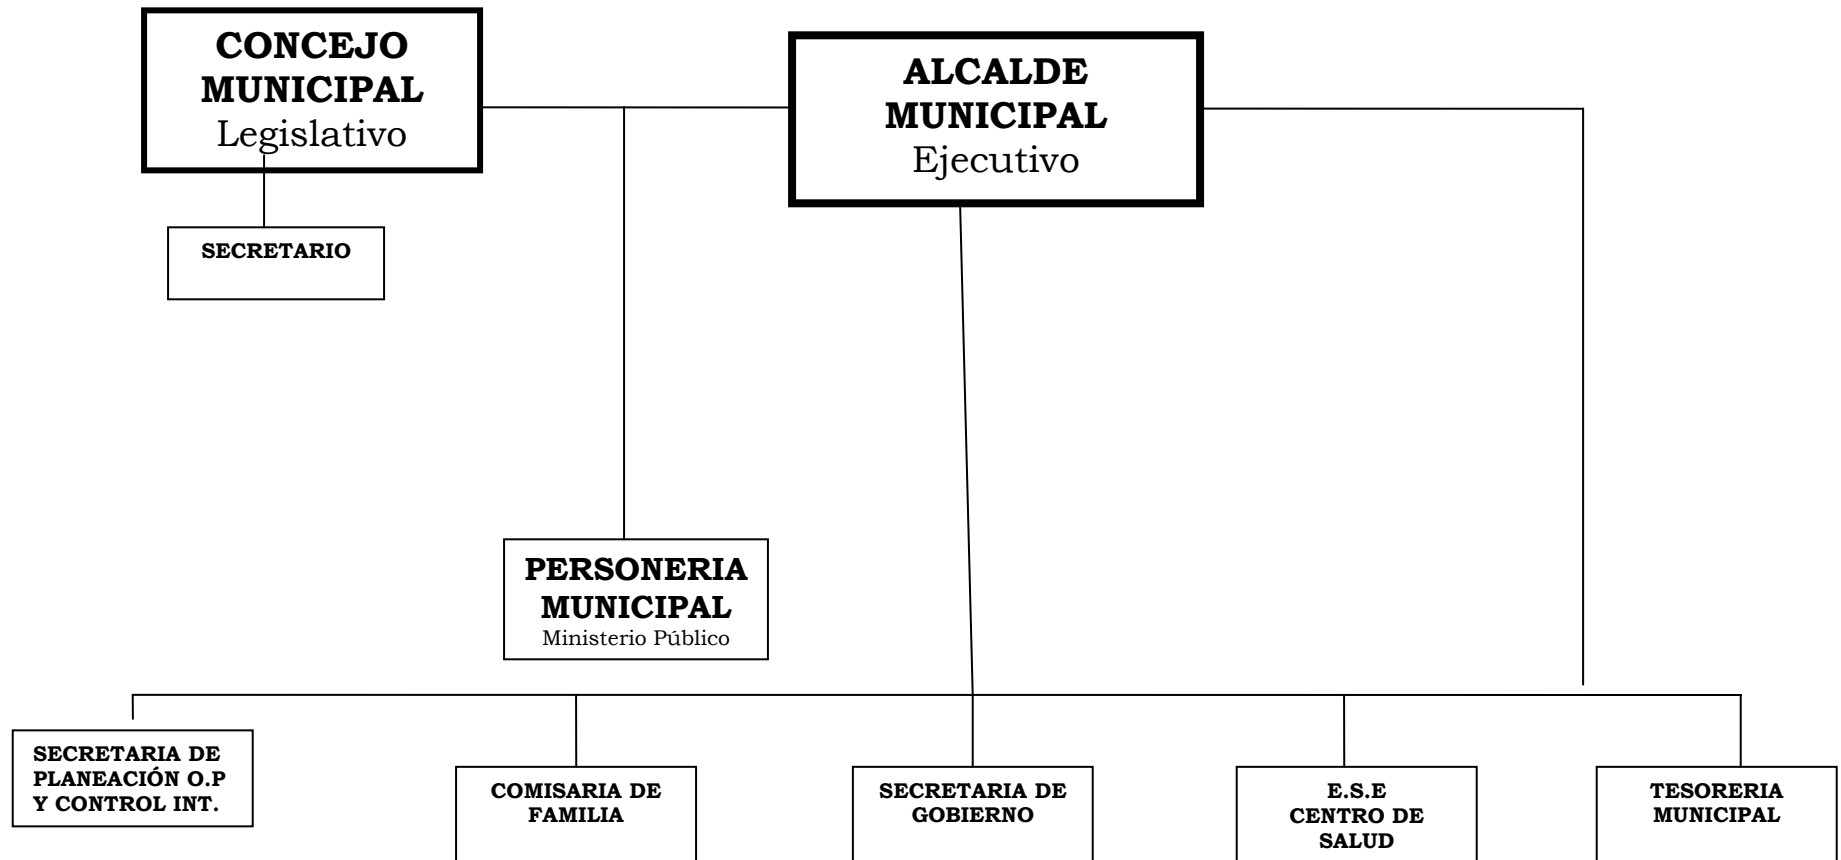 CONCEJO
MUNICIPAL
Legislativo
ALCALDE
MUNICIPAL
Ejecutivo
SECRETARIO
PERSONERIA
MUNICIPAL
Ministerio Público
SECRETARIA DE
PLANEACIÓN O.P
Y CONTROL INT.
COMISARIA DE
FAMILIA
SECRETARIA DE
GOBIERNO
E.S.E
CENTRO DE
SALUD
TESORERIA
MUNICIPAL